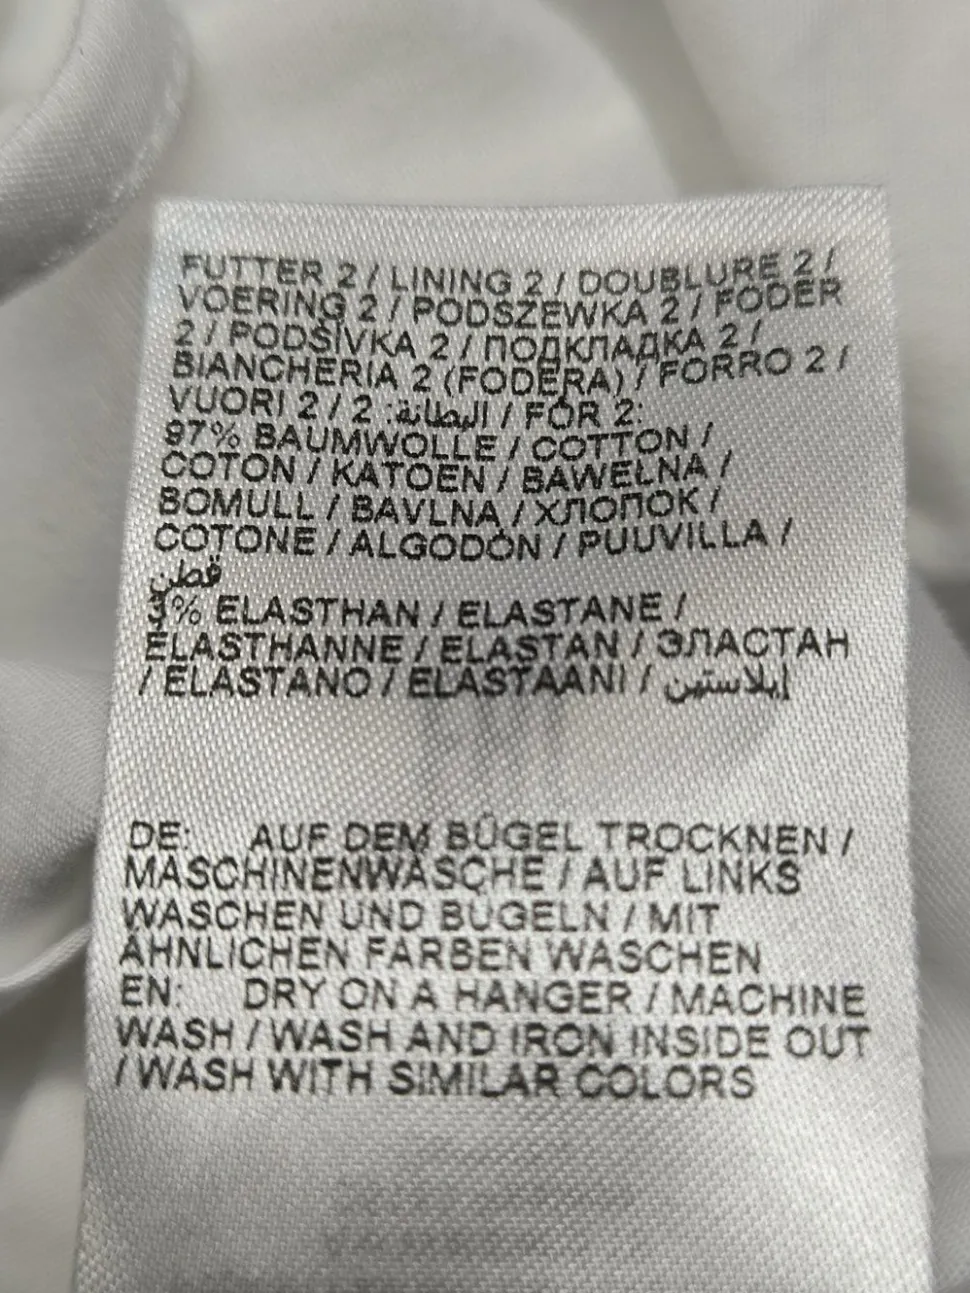 FUTTER 2 / LINING 2 / DOUBLURE 2 /
VOERING 2 / PODSZEWKA 2 / FODER
2 / PODŠÍVKA 2 / ПОДКЛАДКА 2 /
BIANCHERIA 2 (FODERA) / FORRO 2 /
VUORI 2 / 2 :البطانة / FÔR 2:
97% BAUMWOLLE / COTTON /
COTON / KATOEN / BAWEŁNA /
BOMULL / BAVLNA / ХЛОПОК /
COTONE / ALGODÓN / PUUVILLA /
قطن
3% ELASTHAN / ELASTANE /
ÉLASTHANNE / ELASTAN / ЭЛАСТАН
/ ELASTANO / ELASTAANI / إيلاستين
DE: AUF DEM BÜGEL TROCKNEN /
MASCHINENWÄSCHE / AUF LINKS
WASCHEN UND BÜGELN / MIT
ÄHNLICHEN FARBEN WASCHEN
EN: DRY ON A HANGER / MACHINE
WASH / WASH AND IRON INSIDE OUT
/ WASH WITH SIMILAR COLORS